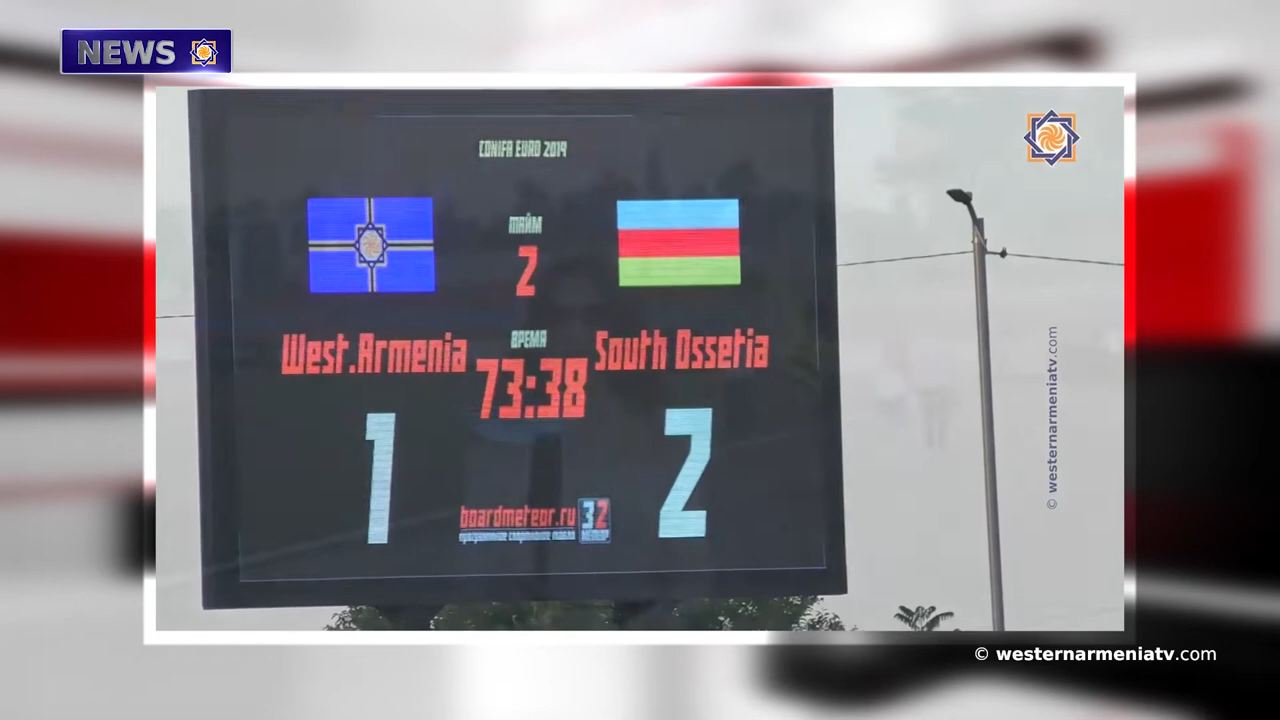 NEWS
CONIFA EURO 2019
ТАЙМ
2
West.Armenia
ВРЕМЯ
South Ossetia
73:38
1
2
boardmeteor.ru
32
© westernarmeniatv.com
© westernarmeniatv.com